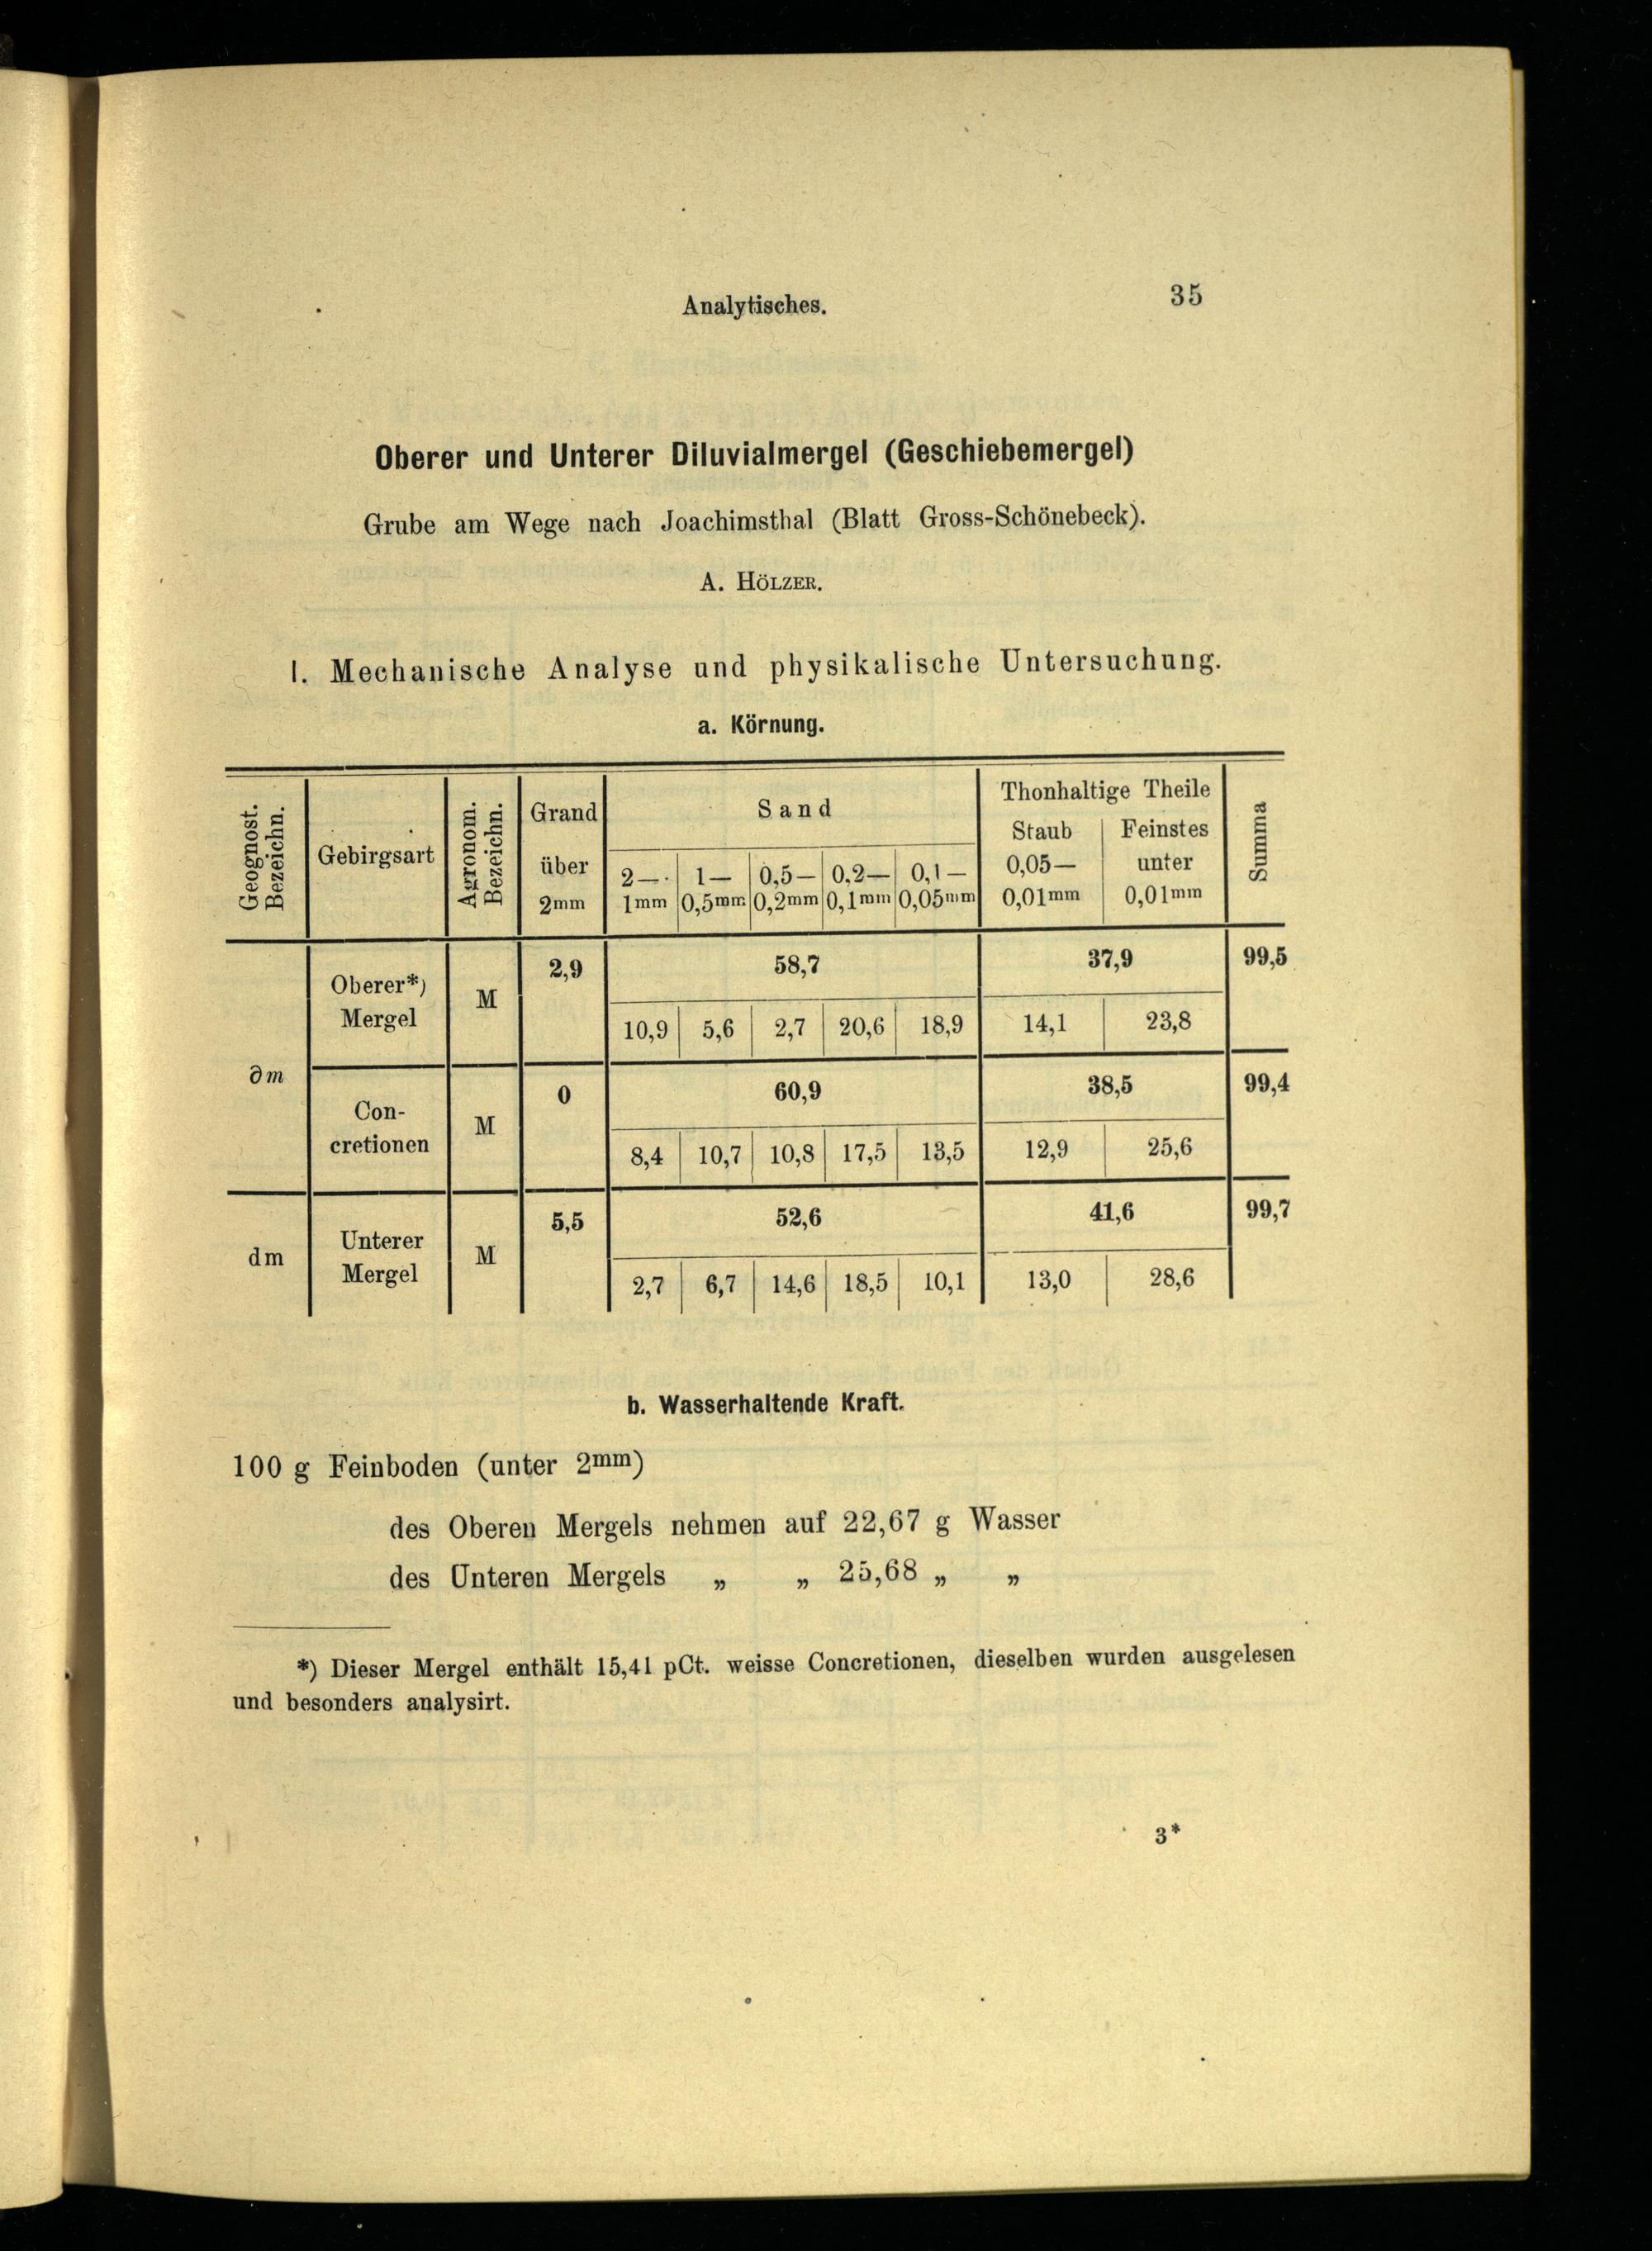 Analytisches. 35
Oberer und Unterer Diluvialmergel (Geschiebemergel)
Grube am Wege nach Joachimsthal (Blatt Gross-Schönebeck).
A. HÖLZER.
I. Mechanische Analyse und physikalische Untersuchung.
a. Körnung.
Geognost. Bezeichn.
Gebirgsart
Agronom. Bezeichn.
Grand über 2mm
Sand
2— 1mm
1— 0,5mm
0,5— 0,2mm
0,2— 0,1mm
0,1— 0,05mm
Thonhaltige Theile
Staub 0,05— 0,01mm
Feinstes unter 0,01mm
Summa
∂m
Oberer*) Mergel
M
2,9
58,7
37,9
99,5
10,9 5,6 2,7 20,6 18,9 14,1 23,8
Con-
cretionen
M
0
60,9
38,5
99,4
8,4 10,7 10,8 17,5 13,5 12,9 25,6
dm
Unterer Mergel
M
5,5
52,6
41,6
99,7
2,7 6,7 14,6 18,5 10,1 13,0 28,6
b. Wasserhaltende Kraft.
100 g Feinboden (unter 2mm)
des Oberen Mergels nehmen auf 22,67 g Wasser
des Unteren Mergels „ „ 25,68 „ „
*) Dieser Mergel enthält 15,41 pCt. weisse Concretionen, dieselben wurden ausgelesen
und besonders analysirt.
3*